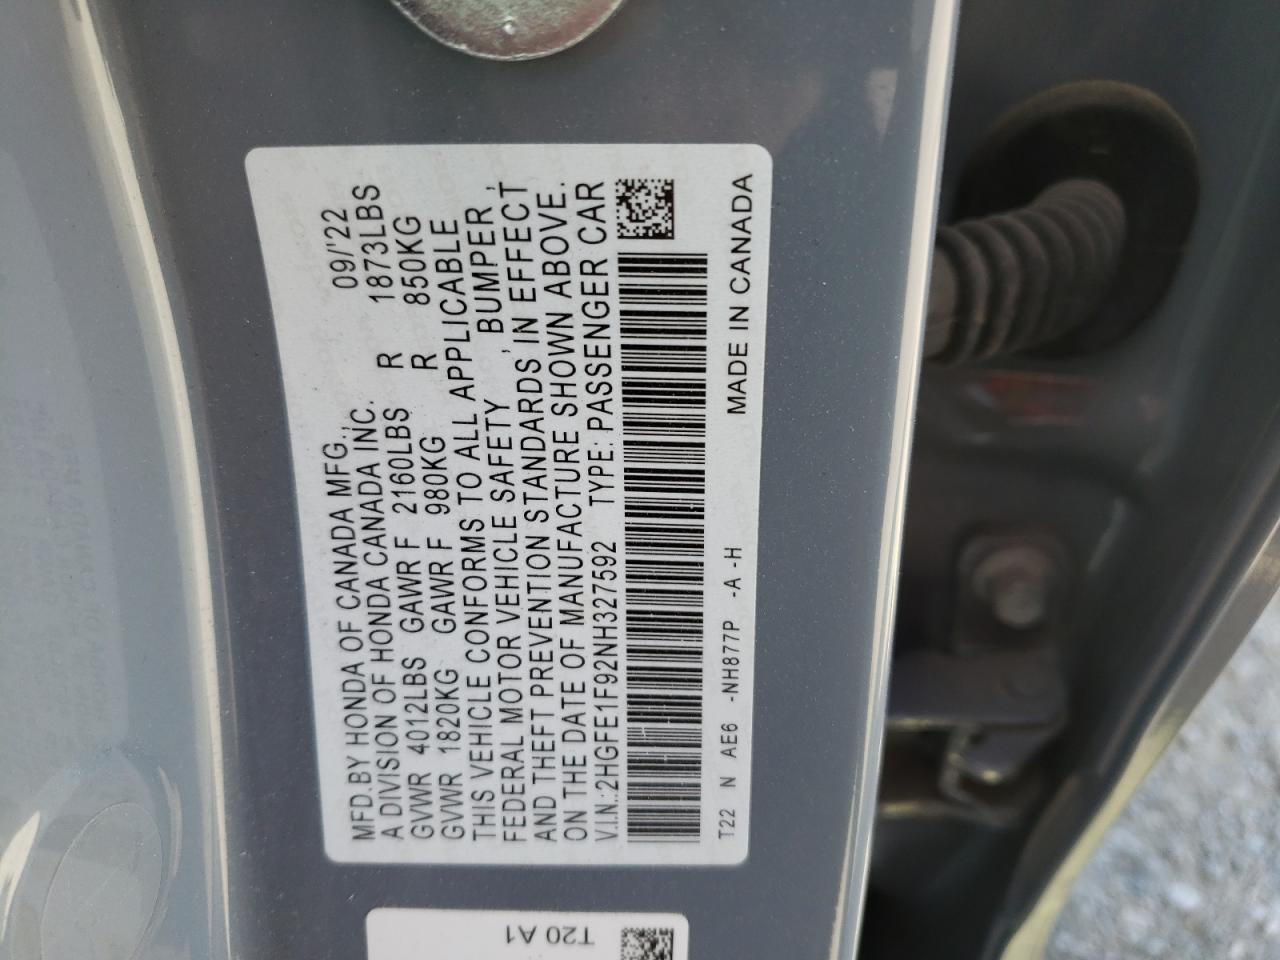 MFD.BY HONDA OF CANADA MFG., 09/'22
A DIVISION OF HONDA CANADA INC.
GVWR 4012LBS GAWR F 2160LBS R 1873LBS
GVWR 1820KG GAWR F 980KG R 850KG
THIS VEHICLE CONFORMS TO ALL APPLICABLE
FEDERAL MOTOR VEHICLE SAFETY, BUMPER,
AND THEFT PREVENTION STANDARDS IN EFFECT
ON THE DATE OF MANUFACTURE SHOWN ABOVE.
V.I.N.:2HGFE1F92NH327592 TYPE: PASSENGER CAR
T22 N AE6 -NH877P -A -H MADE IN CANADA
T20 A1